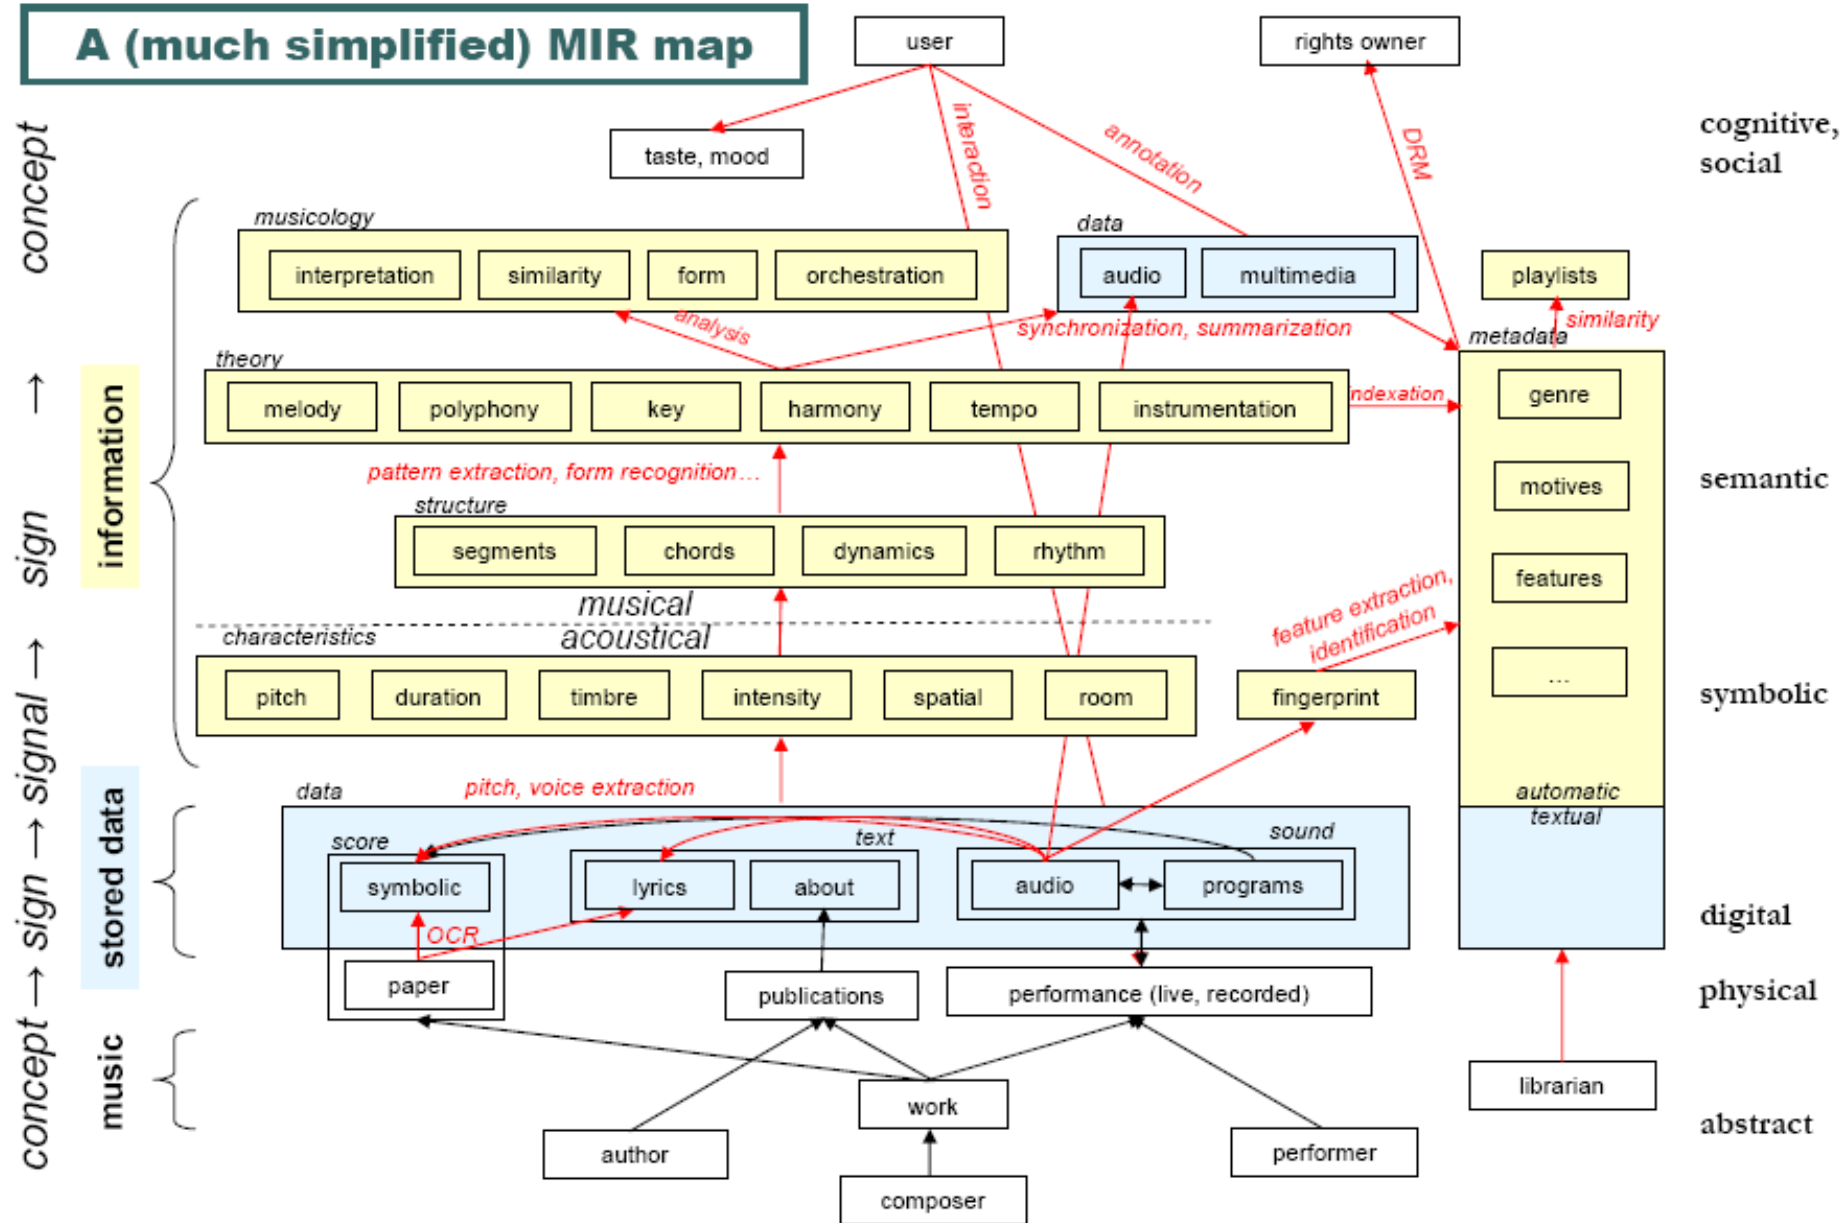 A (much simplified) MIR map
user
rights owner
cognitive,
social
concept
taste, mood
interaction
annotation
DRM
musicology
interpretation
similarity
form
orchestration
data
audio
multimedia
playlists
similarity
analysis
synchronization, summarization
metadata
theory
melody
polyphony
key
harmony
tempo
instrumentation
ndexation
genre
information
pattern extraction, form recognition...
structure
segments
chords
dynamics
rhythm
motives
semantic
sign →
features
musical
acoustical
characteristics
feature extraction,
identification
pitch
duration
timbre
intensity
spatial
room
fingerprint
...
symbolic
signal →
data
pitch, voice extraction
automatic
textual
stored data
score
text
sound
symbolic
lyrics
about
audio
programs
sign →
OCR
digital
paper
publications
performance (live, recorded)
physical
concept →
music
work
librarian
author
performer
abstract
composer